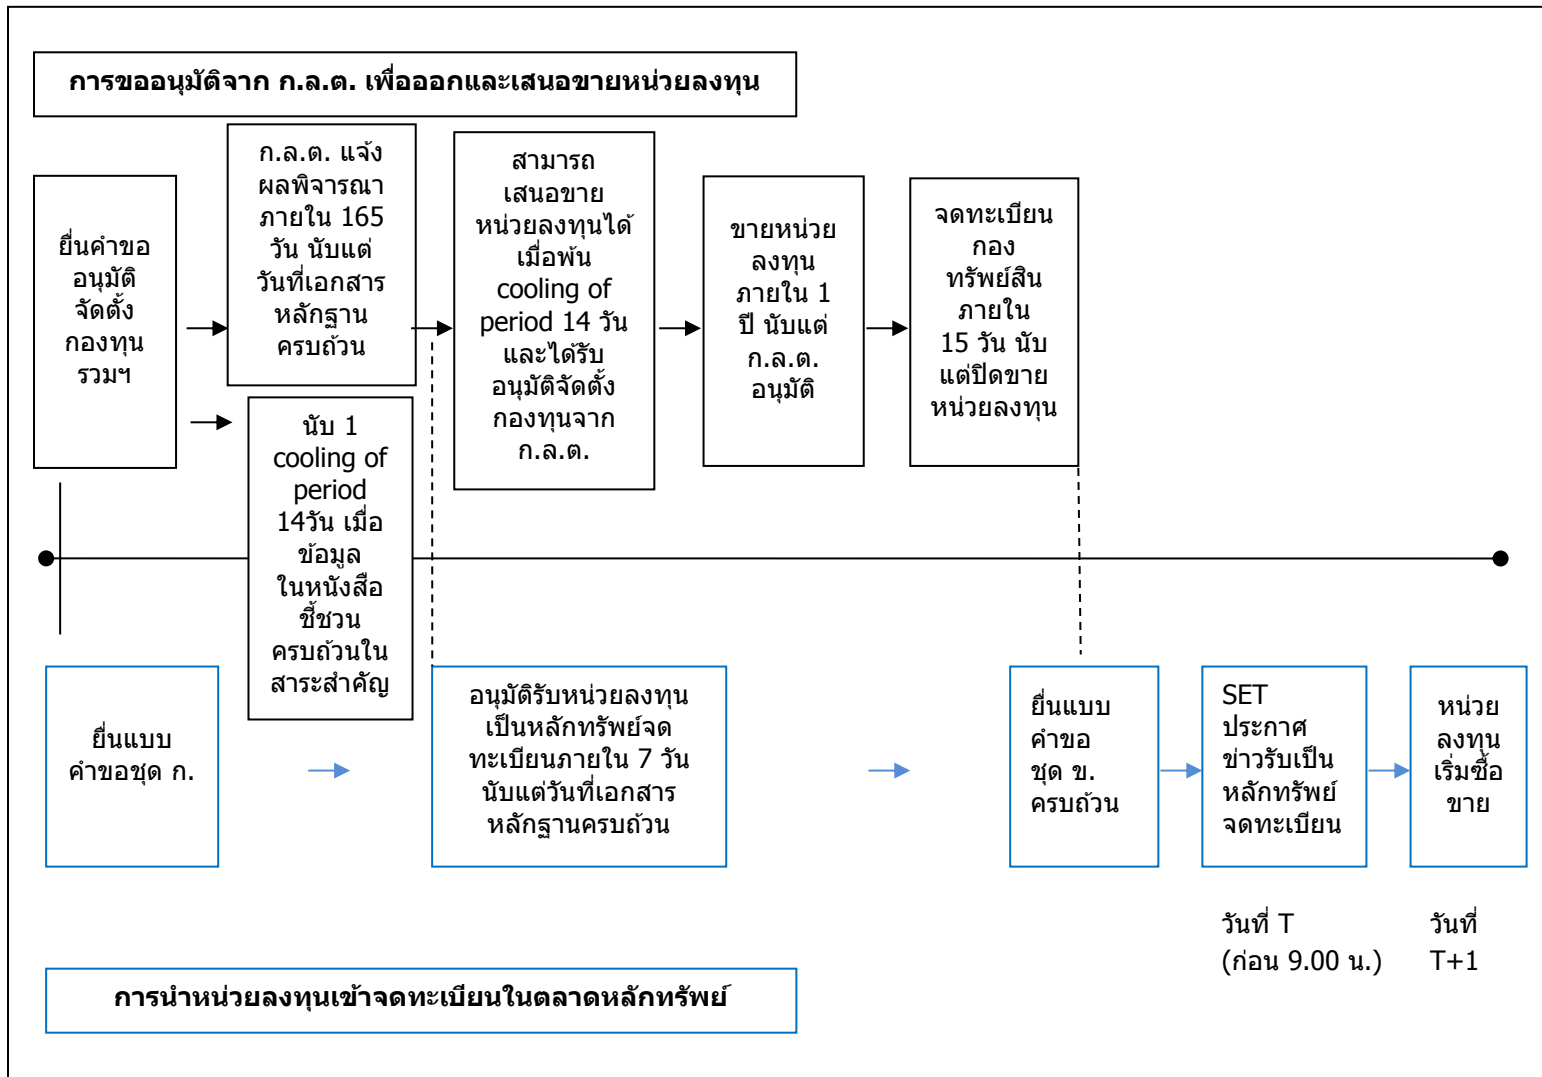 การขออนุมัติจาก ก.ล.ต. เพื่อออกและเสนอขายหน่วยลงทุน
ยื่นคำขอ
อนุมัติ
จัดตั้ง
กองทุน
รวมฯ
ก.ล.ต. แจ้ง
ผลพิจารณา
ภายใน 165
วัน นับแต่
วันที่เอกสาร
หลักฐาน
ครบถ้วน
นับ 1
cooling of
period
14วัน เมื่อ
ข้อมูล
ในหนังสือ
ชี้ชวน
ครบถ้วนใน
สาระสำคัญ
สามารถ
เสนอขาย
หน่วยลงทุนได้
เมื่อพ้น
cooling of
period 14 วัน
และได้รับ
อนุมัติจัดตั้ง
กองทุนจาก
ก.ล.ต.
ขายหน่วย
ลงทุน
ภายใน 1
ปี นับแต่
ก.ล.ต.
อนุมัติ
จดทะเบียน
กอง
ทรัพย์สิน
ภายใน
15 วัน นับ
แต่ปิดขาย
หน่วยลงทุน
ยื่นแบบ
คำขอชุด ก.
อนุมัติรับหน่วยลงทุน
เป็นหลักทรัพย์จด
ทะเบียนภายใน 7 วัน
นับแต่วันที่เอกสาร
หลักฐานครบถ้วน
ยื่นแบบ
คำขอ
ชุด ข.
ครบถ้วน
SET
ประกาศ
ข่าวรับเป็น
หลักทรัพย์
จดทะเบียน
หน่วย
ลงทุน
เริ่มซื้อ
ขาย
วันที่ T
(ก่อน 9.00 น.)
วันที่
T+1
การนำหน่วยลงทุนเข้าจดทะเบียนในตลาดหลักทรัพย์